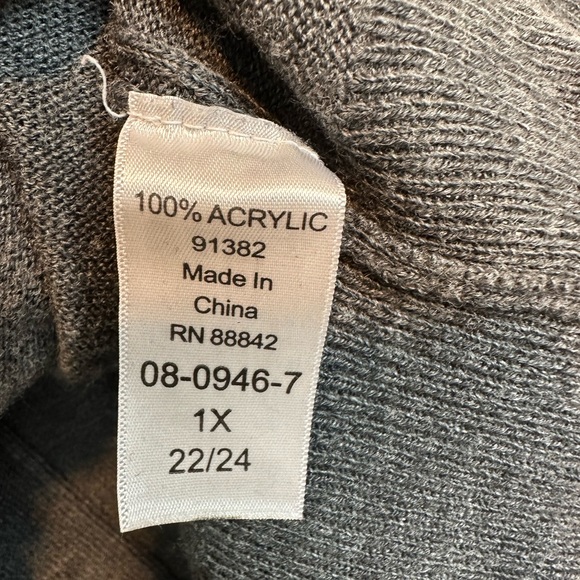 100% ACRYLIC
91382
Made In
China
RN 88842
08-0946-7
1X
22/24